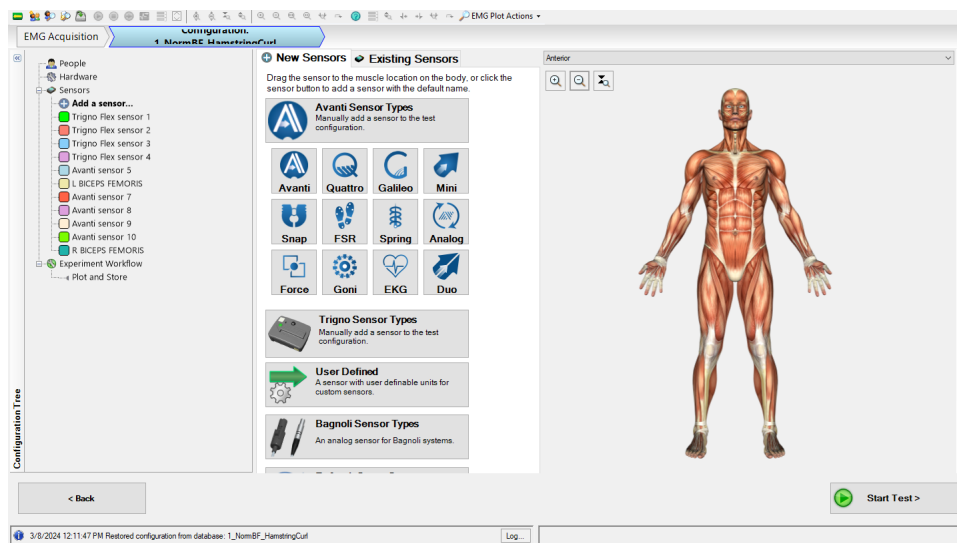 EMG Plot Actions
EMG Acquisition
Configuration:
1_NormBF_HamstringCurl
People
Hardware
Sensors
Add a sensor...
Trigno Flex sensor 1
Trigno Flex sensor 2
Trigno Flex sensor 3
Trigno Flex sensor 4
Avanti sensor 5
L BICEPS FEMORIS
Avanti sensor 7
Avanti sensor 8
Avanti sensor 9
Avanti sensor 10
R BICEPS FEMORIS
Experiment Workflow
Plot and Store
Configuration Tree
New Sensors
Existing Sensors
Drag the sensor to the muscle location on the body, or click the
sensor button to add a sensor with the default name.
Avanti Sensor Types
Manually add a sensor to the test
configuration.
Avanti
Quattro
Galileo
Mini
Snap
FSR
Spring
Analog
Force
Goni
EKG
Duo
Trigno Sensor Types
Manually add a sensor to the test
configuration.
User Defined
A sensor with user definable units for
custom sensors.
Bagnoli Sensor Types
An analog sensor for Bagnoli systems.
Anterior
< Back
Start Test >
3/8/2024 12:11:47 PM Restored configuration from database: 1_NormBF_HamstringCurl
Log...